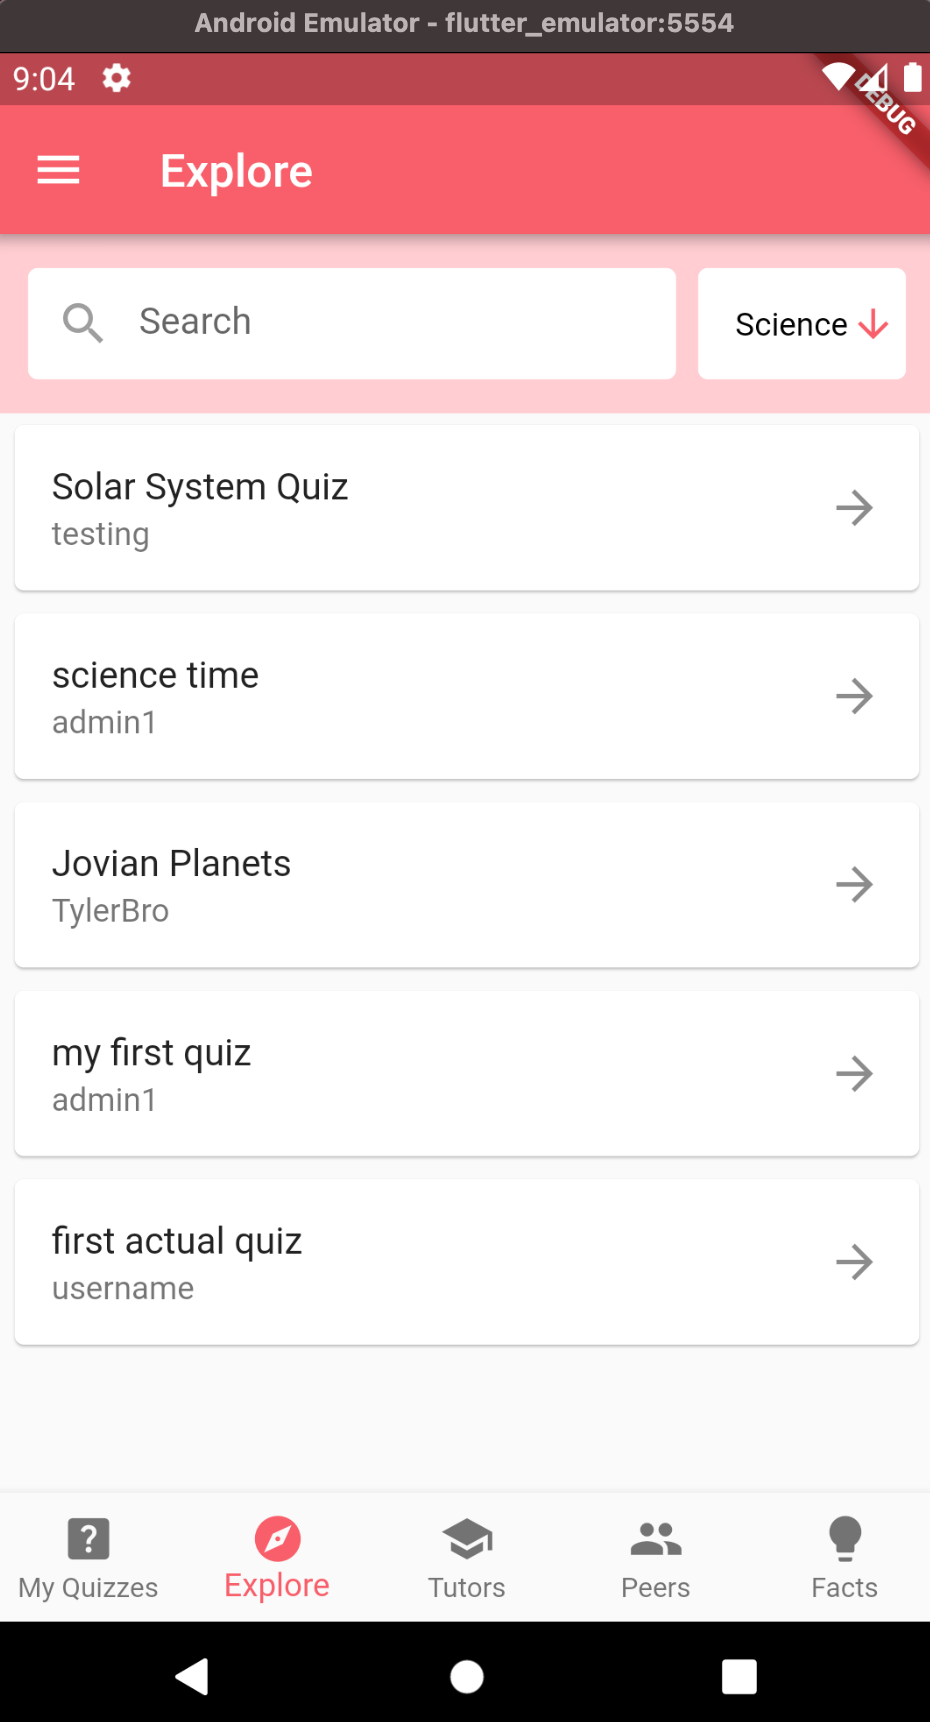 Android Emulator - flutter_emulator:5554
9:04
DEBUG
Explore
Search
Science
Solar System Quiz
testing
science time
admin1
Jovian Planets
TylerBro
my first quiz
admin1
first actual quiz
username
My Quizzes
Explore
Tutors
Peers
Facts